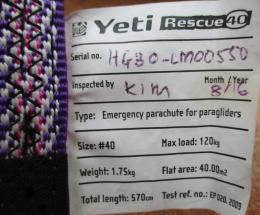 Yeti Rescue 40
Serial no. HG30-LM00550
Inspected by KIM Month / Year 8/16
Type: Emergency parachute for paragliders
Size: #40 Max load: 120kg
Weight: 1.75kg Flat area: 40.00m²
Total length: 570cm Test ref. no.: EP 020. 2009